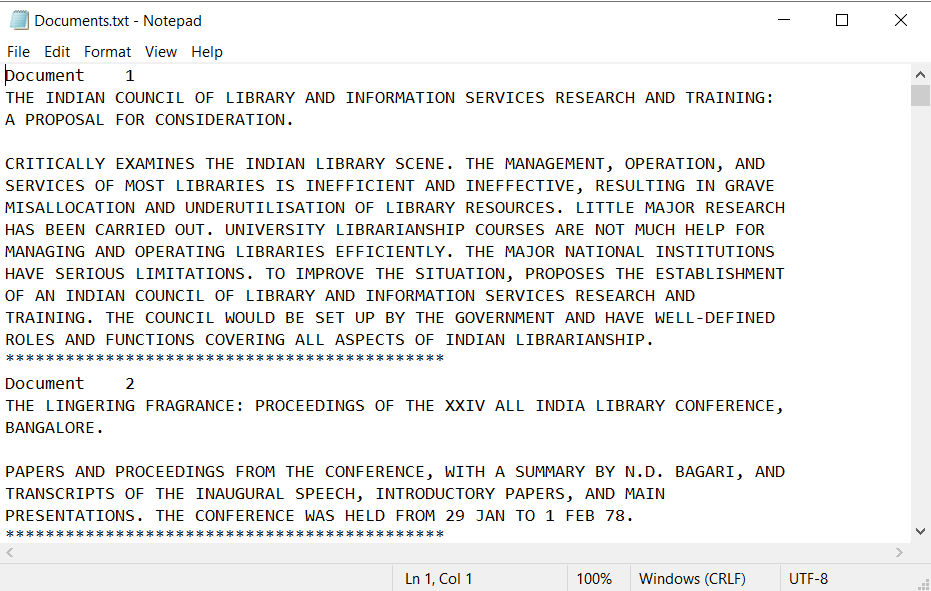 Documents.txt - Notepad
File Edit Format View Help
Document    1
THE INDIAN COUNCIL OF LIBRARY AND INFORMATION SERVICES RESEARCH AND TRAINING:
A PROPOSAL FOR CONSIDERATION.

CRITICALLY EXAMINES THE INDIAN LIBRARY SCENE. THE MANAGEMENT, OPERATION, AND
SERVICES OF MOST LIBRARIES IS INEFFICIENT AND INEFFECTIVE, RESULTING IN GRAVE
MISALLOCATION AND UNDERUTILISATION OF LIBRARY RESOURCES. LITTLE MAJOR RESEARCH
HAS BEEN CARRIED OUT. UNIVERSITY LIBRARIANSHIP COURSES ARE NOT MUCH HELP FOR
MANAGING AND OPERATING LIBRARIES EFFICIENTLY. THE MAJOR NATIONAL INSTITUTIONS
HAVE SERIOUS LIMITATIONS. TO IMPROVE THE SITUATION, PROPOSES THE ESTABLISHMENT
OF AN INDIAN COUNCIL OF LIBRARY AND INFORMATION SERVICES RESEARCH AND
TRAINING. THE COUNCIL WOULD BE SET UP BY THE GOVERNMENT AND HAVE WELL-DEFINED
ROLES AND FUNCTIONS COVERING ALL ASPECTS OF INDIAN LIBRARIANSHIP.
********************************************
Document    2
THE LINGERING FRAGRANCE: PROCEEDINGS OF THE XXIV ALL INDIA LIBRARY CONFERENCE,
BANGALORE.

PAPERS AND PROCEEDINGS FROM THE CONFERENCE, WITH A SUMMARY BY N.D. BAGARI, AND
TRANSCRIPTS OF THE INAUGURAL SPEECH, INTRODUCTORY PAPERS, AND MAIN
PRESENTATIONS. THE CONFERENCE WAS HELD FROM 29 JAN TO 1 FEB 78.
********************************************
Ln 1, Col 1 100% Windows (CRLF) UTF-8